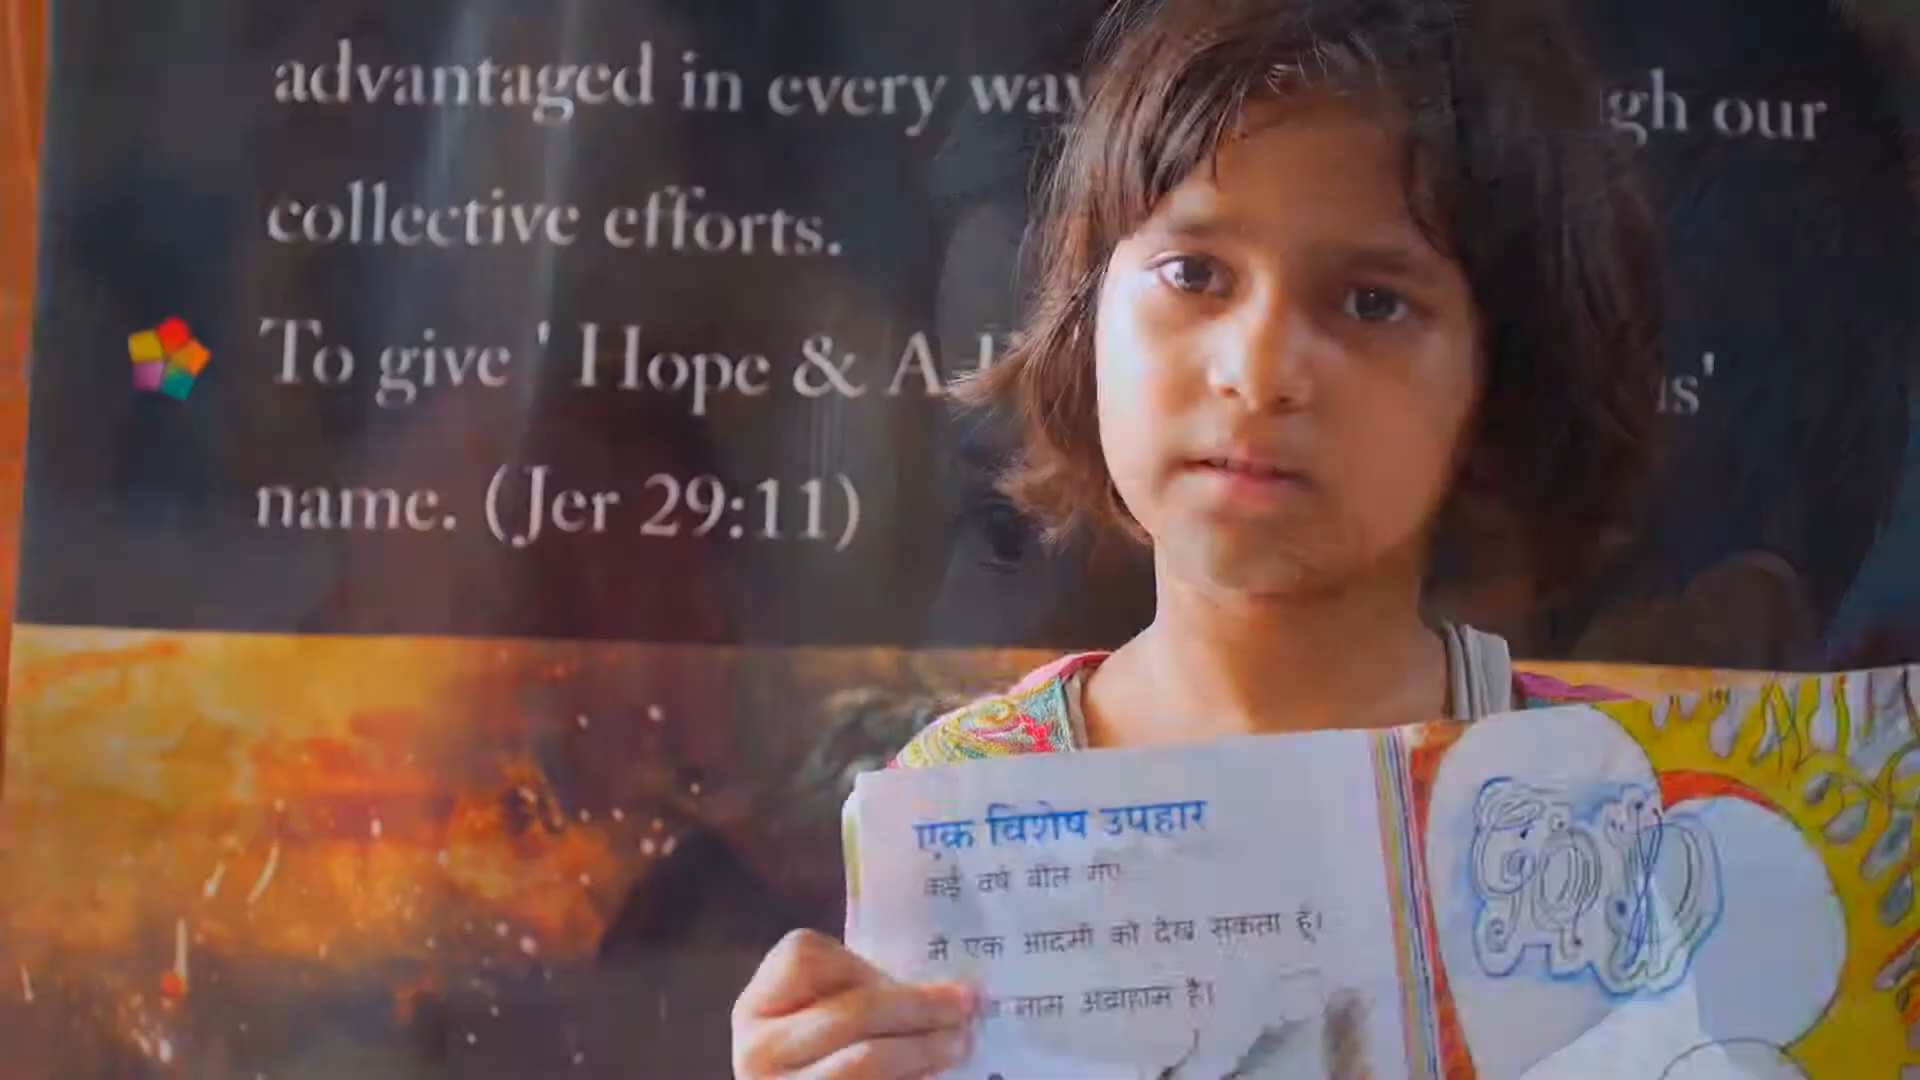 advantaged in every way gh our
collective efforts.
To give ' Hope & us'
name. (Jer 29:11)
एक विशेष उपहार
कई वर्ष बीत गए
मैं एक आदमी को देख सकता हूँ।
नाम अब्राहाम है।